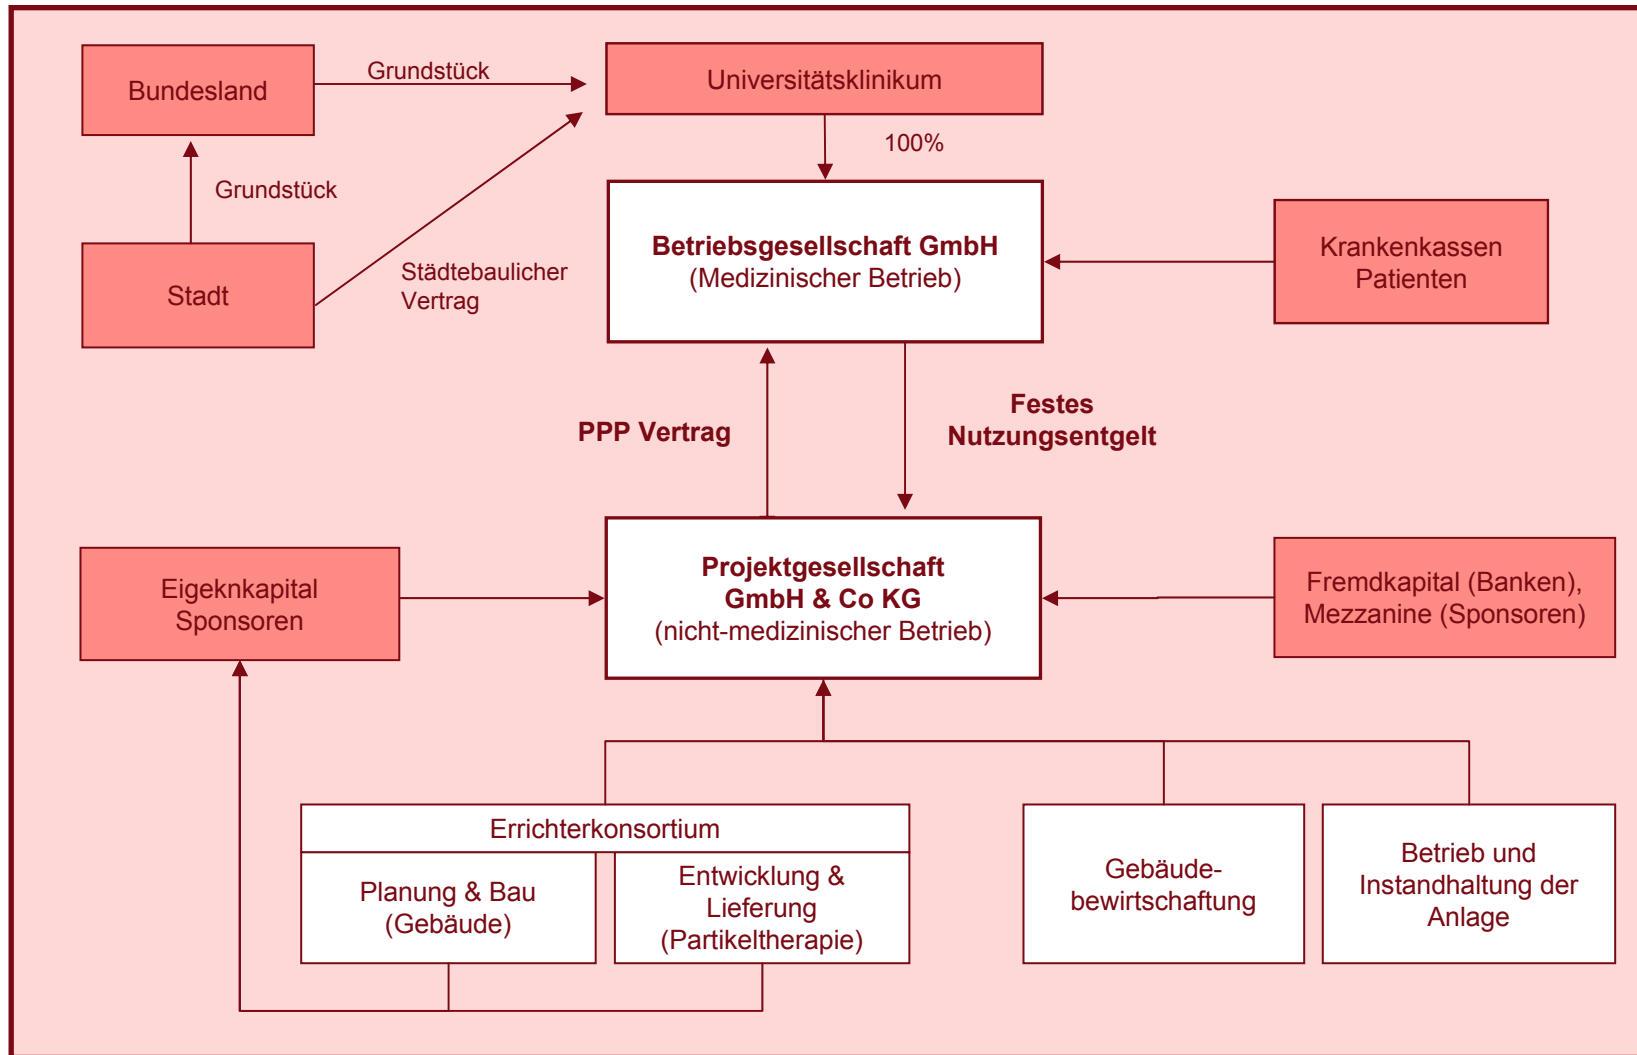 Bundesland
Grundstück
Universitätsklinikum
100%
Grundstück
Stadt
Städtebaulicher
Vertrag
Betriebsgesellschaft GmbH
(Medizinischer Betrieb)
Krankenkassen
Patienten
PPP Vertrag
Festes
Nutzungsentgelt
Eigeknkapital
Sponsoren
Projektgesellschaft
GmbH & Co KG
(nicht-medizinischer Betrieb)
Fremdkapital (Banken),
Mezzanine (Sponsoren)
Errichterkonsortium
Planung & Bau
(Gebäude)
Entwicklung &
Lieferung
(Partikeltherapie)
Gebäude-
bewirtschaftung
Betrieb und
Instandhaltung der
Anlage